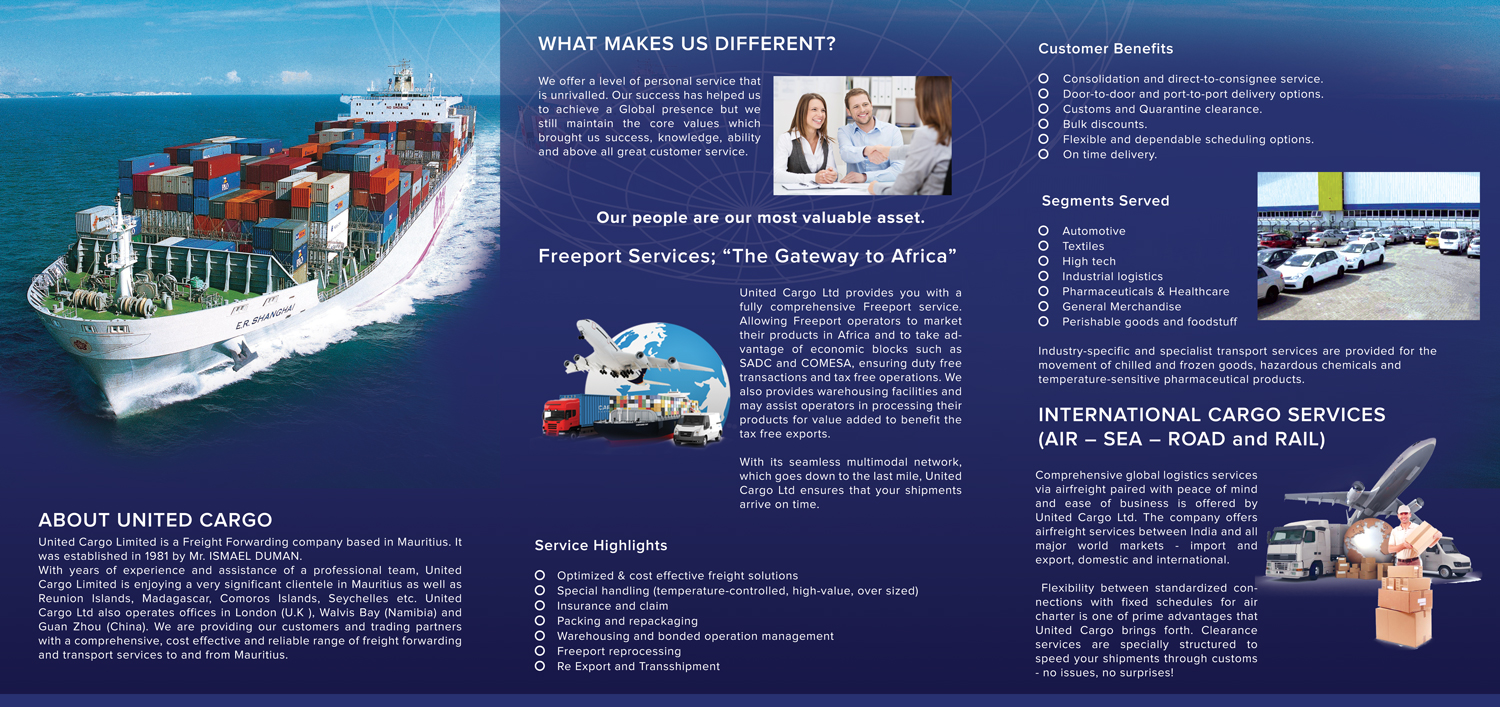 E.R. SHANGHAI
ABOUT UNITED CARGO
United Cargo Limited is a Freight Forwarding company based in Mauritius. It
was established in 1981 by Mr. ISMAEL DUMAN.
With years of experience and assistance of a professional team, United
Cargo Limited is enjoying a very significant clientele in Mauritius as well as
Reunion Islands, Madagascar, Comoros Islands, Seychelles etc. United
Cargo Ltd also operates offices in London (U.K ), Walvis Bay (Namibia) and
Guan Zhou (China). We are providing our customers and trading partners
with a comprehensive, cost effective and reliable range of freight forwarding
and transport services to and from Mauritius.
WHAT MAKES US DIFFERENT?
We offer a level of personal service that
is unrivalled. Our success has helped us
to achieve a Global presence but we
still maintain the core values which
brought us success, knowledge, ability
and above all great customer service.
Our people are our most valuable asset.
Freeport Services; “The Gateway to Africa”
United Cargo Ltd provides you with a
fully comprehensive Freeport service.
Allowing Freeport operators to market
their products in Africa and to take ad-
vantage of economic blocks such as
SADC and COMESA, ensuring duty free
transactions and tax free operations. We
also provides warehousing facilities and
may assist operators in processing their
products for value added to benefit the
tax free exports.
With its seamless multimodal network,
which goes down to the last mile, United
Cargo Ltd ensures that your shipments
arrive on time.
Service Highlights
Optimized & cost effective freight solutions
Special handling (temperature-controlled, high-value, over sized)
Insurance and claim
Packing and repackaging
Warehousing and bonded operation management
Freeport reprocessing
Re Export and Transshipment
Customer Benefits
Consolidation and direct-to-consignee service.
Door-to-door and port-to-port delivery options.
Customs and Quarantine clearance.
Bulk discounts.
Flexible and dependable scheduling options.
On time delivery.
Segments Served
Automotive
Textiles
High tech
Industrial logistics
Pharmaceuticals & Healthcare
General Merchandise
Perishable goods and foodstuff
Industry-specific and specialist transport services are provided for the
movement of chilled and frozen goods, hazardous chemicals and
temperature-sensitive pharmaceutical products.
INTERNATIONAL CARGO SERVICES
(AIR – SEA – ROAD and RAIL)
Comprehensive global logistics services
via airfreight paired with peace of mind
and ease of business is offered by
United Cargo Ltd. The company offers
airfreight services between India and all
major world markets - import and
export, domestic and international.
Flexibility between standardized con-
nections with fixed schedules for air
charter is one of prime advantages that
United Cargo brings forth. Clearance
services are specially structured to
speed your shipments through customs
- no issues, no surprises!